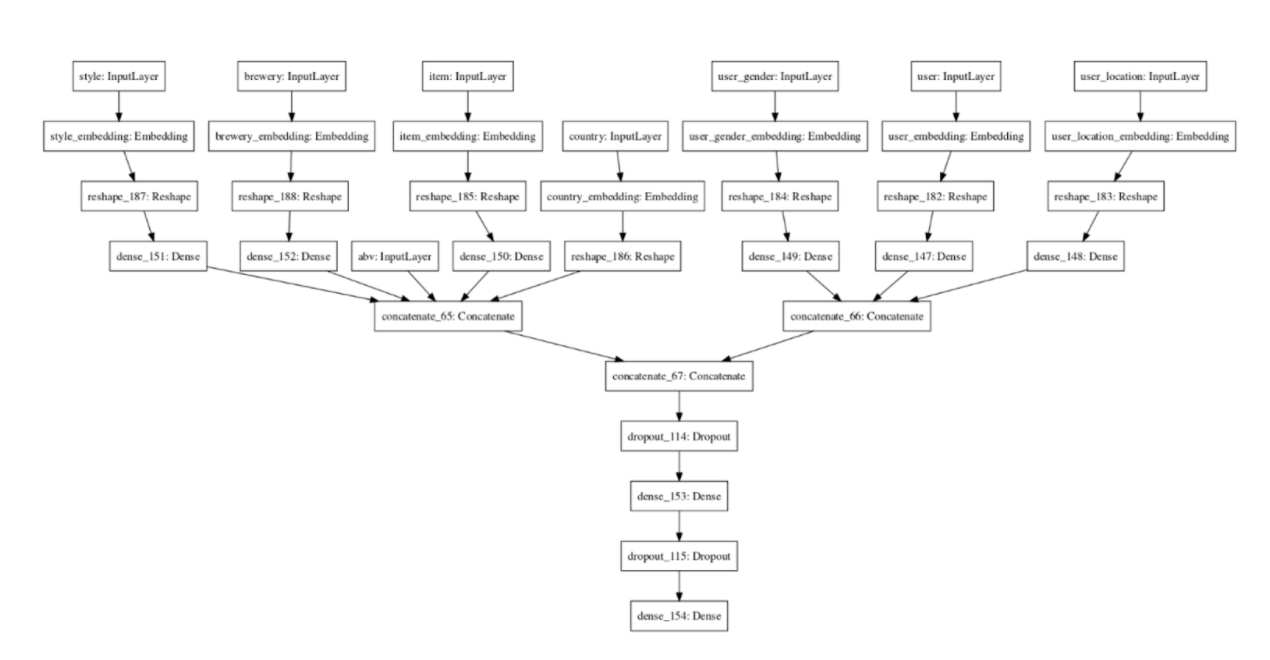 style: InputLayer
brewery: InputLayer
item: InputLayer
user_gender: InputLayer
user: InputLayer
user_location: InputLayer
style_embedding: Embedding
brewery_embedding: Embedding
item_embedding: Embedding
country: InputLayer
user_gender_embedding: Embedding
user_embedding: Embedding
user_location_embedding: Embedding
reshape_187: Reshape
reshape_188: Reshape
reshape_185: Reshape
country_embedding: Embedding
reshape_184: Reshape
reshape_182: Reshape
reshape_183: Reshape
dense_151: Dense
dense_152: Dense
abv: InputLayer
dense_150: Dense
reshape_186: Reshape
dense_149: Dense
dense_147: Dense
dense_148: Dense
concatenate_65: Concatenate
concatenate_66: Concatenate
concatenate_67: Concatenate
dropout_114: Dropout
dense_153: Dense
dropout_115: Dropout
dense_154: Dense